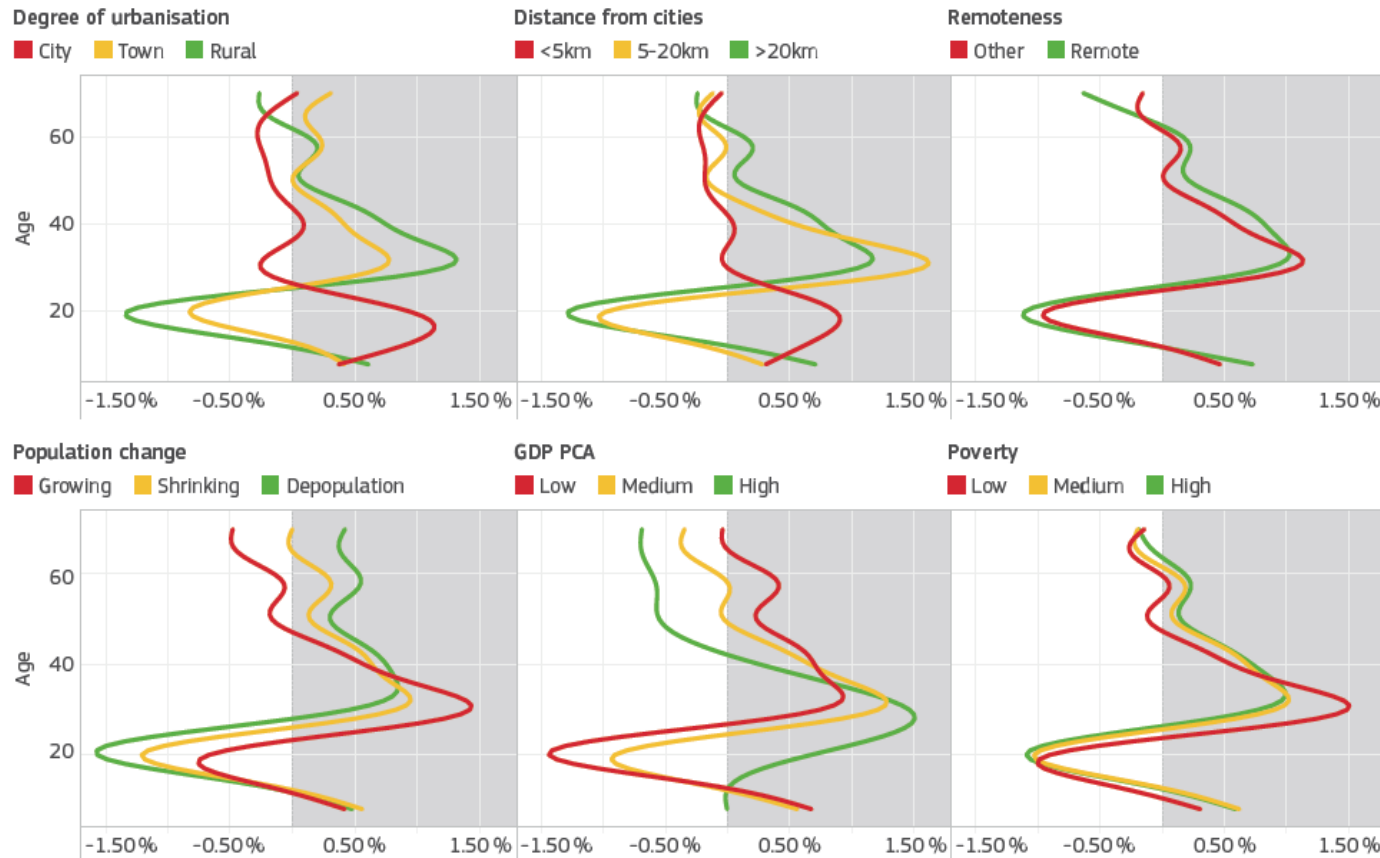 Degree of urbanisation
City Town Rural
Distance from cities
<5km 5-20km >20km
Remoteness
Other Remote
Age
60
40
20
-1.50% -0.50% 0.50% 1.50%
-1.50% -0.50% 0.50% 1.50%
-1.50% -0.50% 0.50% 1.50%
Population change
Growing Shrinking Depopulation
GDP PCA
Low Medium High
Poverty
Low Medium High
Age
60
40
20
-1.50% -0.50% 0.50% 1.50%
-1.50% -0.50% 0.50% 1.50%
-1.50% -0.50% 0.50% 1.50%